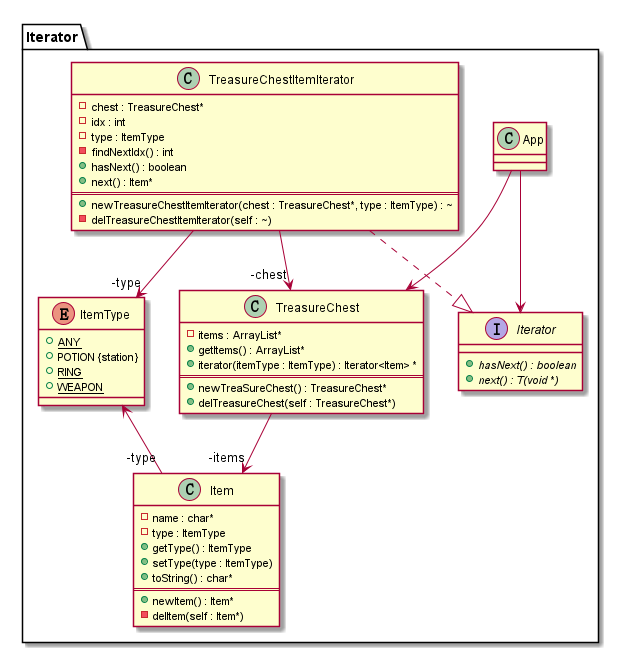 Iterator
C TreasureChestItemIterator
chest : TreasureChest*
idx : int
type : ItemType
findNextIdx() : int
hasNext() : boolean
next() : Item*
newTreasureChestItemIterator(chest : TreasureChest*, type : ItemType) : ~
delTreasureChestItemIterator(self : ~)
C App
-type
-chest
E ItemType
ANY
POTION {station}
RING
WEAPON
C TreasureChest
items : ArrayList*
getItems() : ArrayList*
iterator(itemType : ItemType) : Iterator<Item> *
newTreaSureChest() : TreasureChest*
delTreasureChest(self : TreasureChest*)
I Iterator
hasNext() : boolean
next() : T(void *)
-type
-items
C Item
name : char*
type : ItemType
getType() : ItemType
setType(type : ItemType)
toString() : char*
newItem() : Item*
delItem(self : Item*)